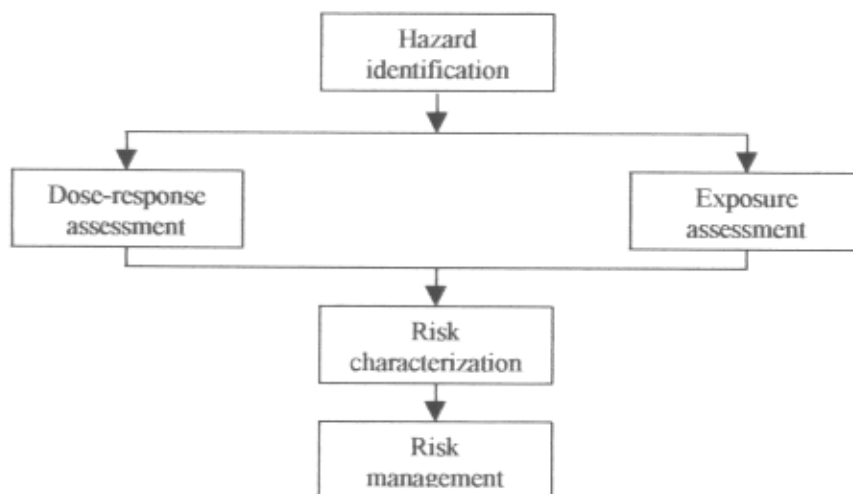 Hazard
identification
Dose-response
assessment
Exposure
assessment
Risk
characterization
Risk
management